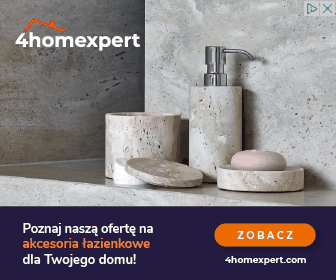 4homexpert
Poznaj naszą ofertę na
akcesoria łazienkowe
dla Twojego domu!
ZOBACZ
4homexpert.com